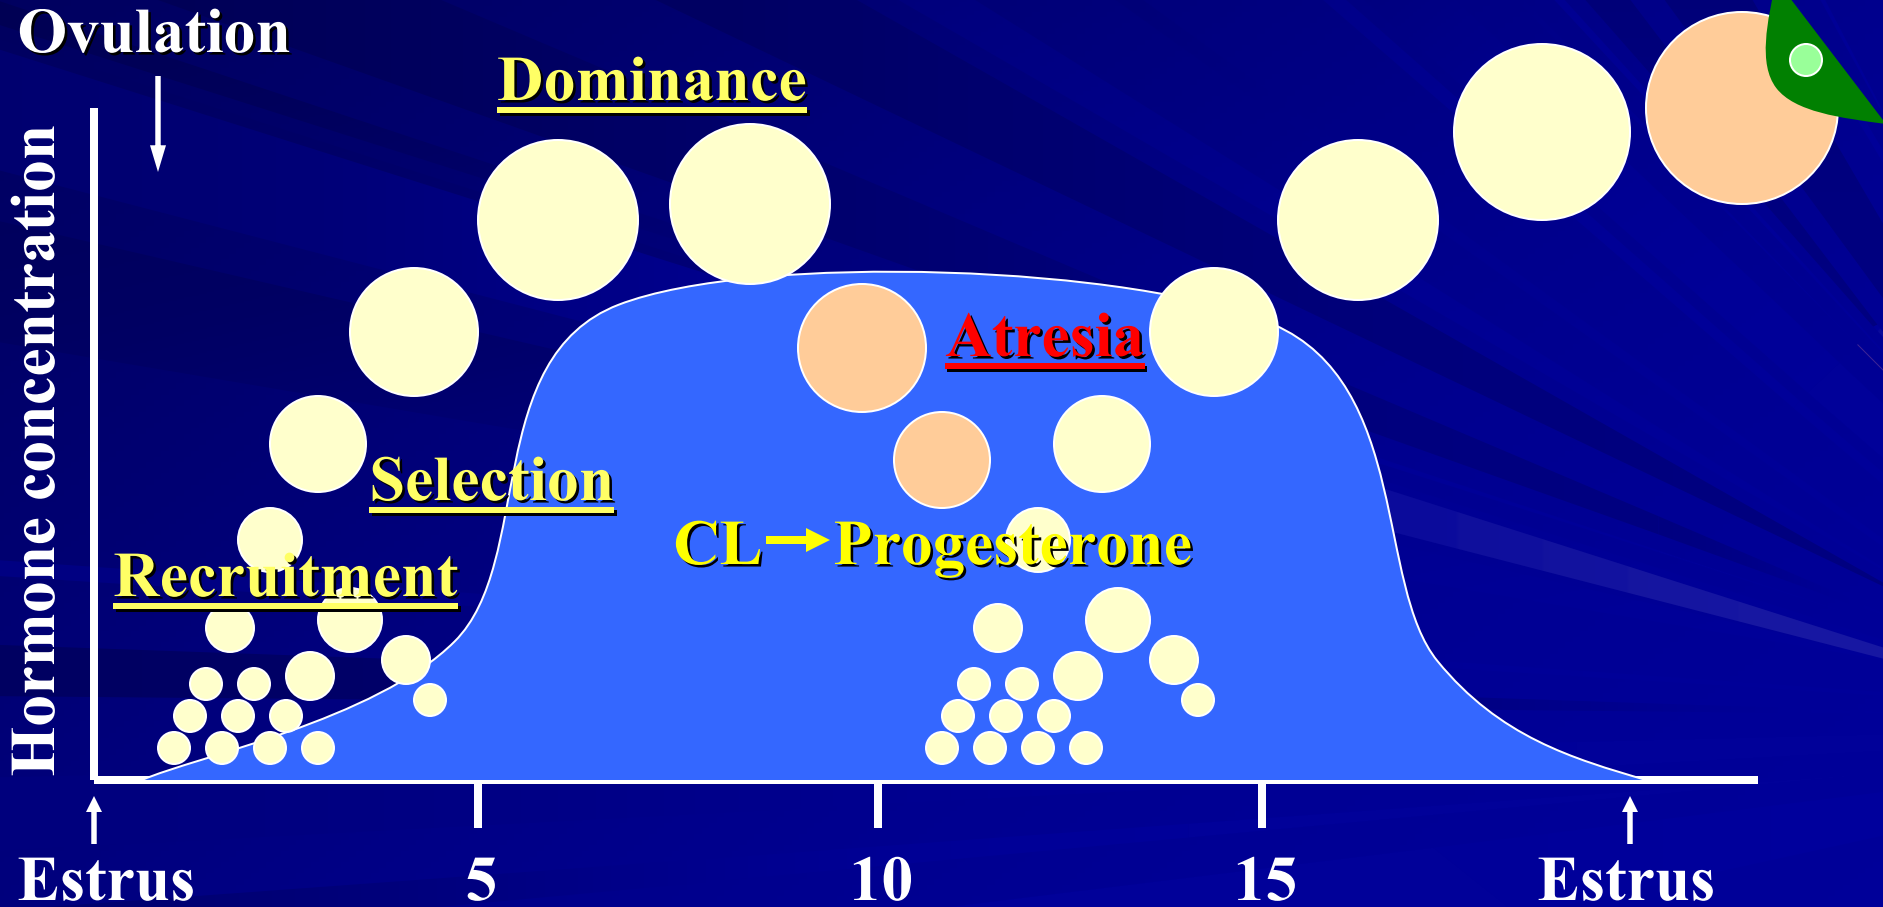 Ovulation
Dominance
Hormone concentration
Atresia
Selection
CL → Progesterone
Recruitment
Estrus
5
10
15
Estrus